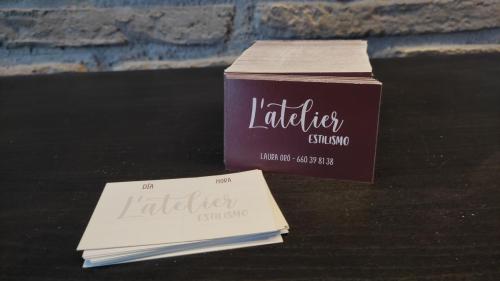 L'atelier
ESTILISMO
LAURA ORÓ - 660 39 81 38
DÍA HORA
L'atelier
ESTILISMO